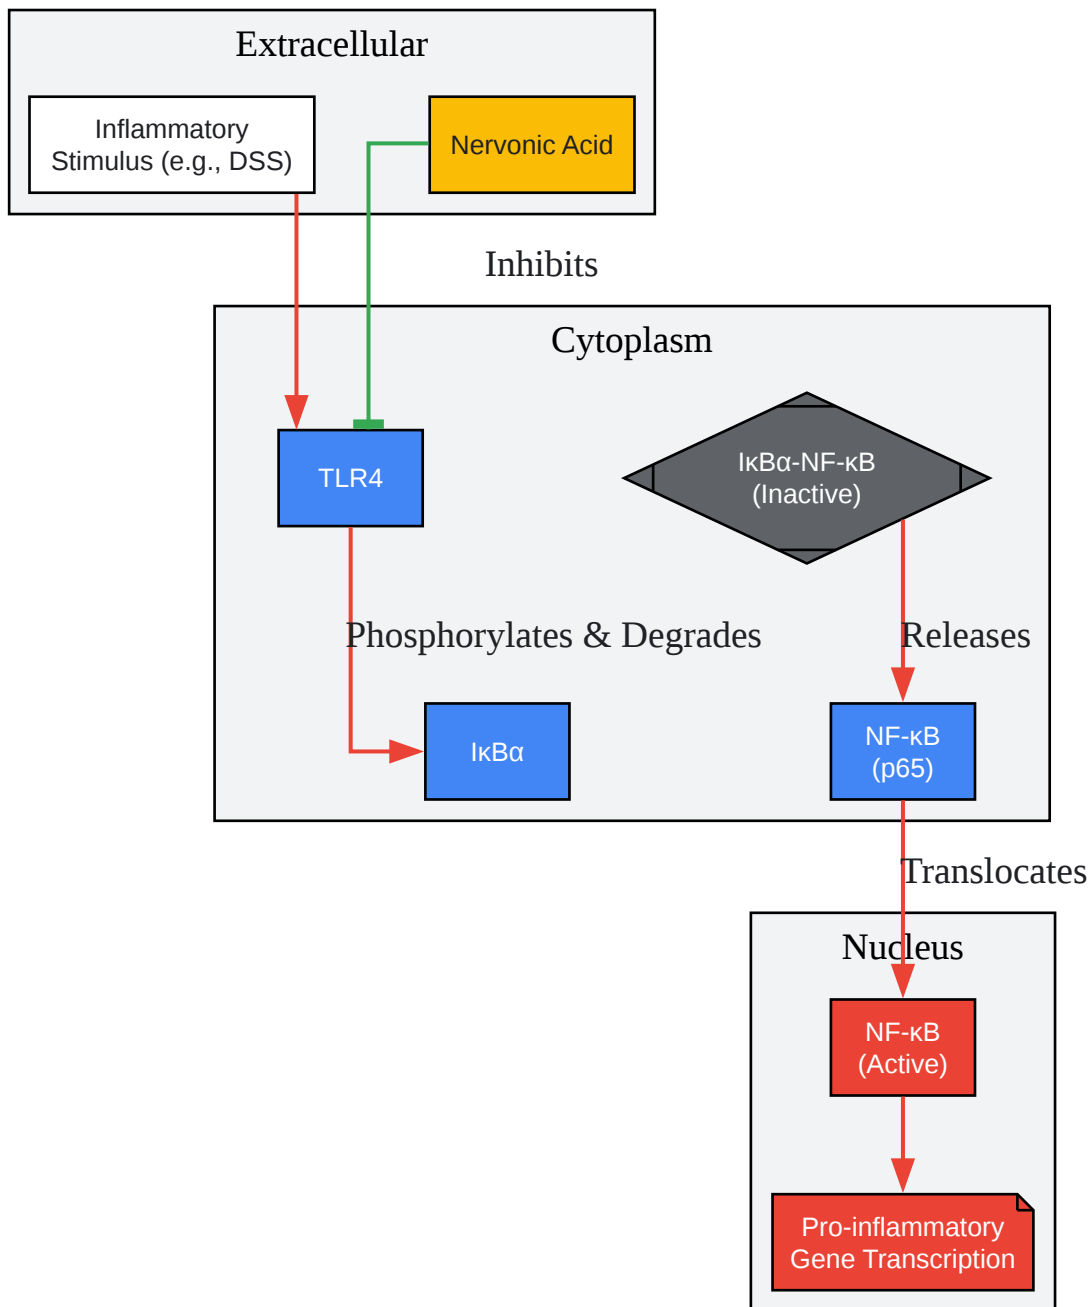 Extracellular
Inflammatory
Stimulus (e.g., DSS)
Nervonic Acid
Inhibits
Cytoplasm
TLR4
IκBα-NF-κB
(Inactive)
Phosphorylates & Degrades
Releases
IκBα
NF-κB
(p65)
Translocates
Nucleus
NF-κB
(Active)
Pro-inflammatory
Gene Transcription